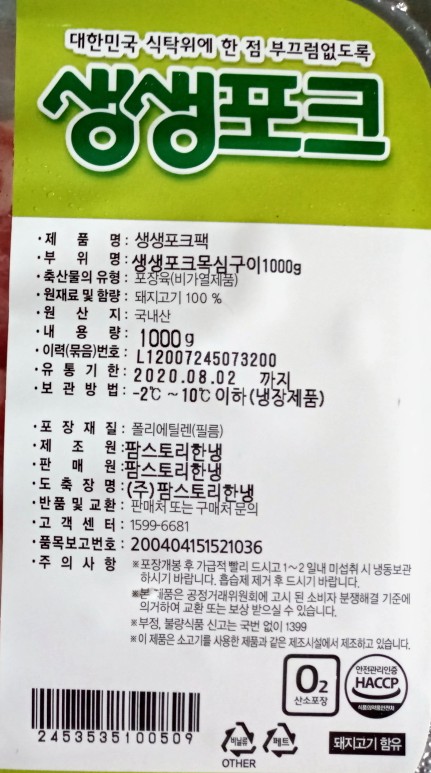 대한민국 식탁위에 한 점 부끄럼없도록
생생포크
·제 품 명: 생생포크팩
·부 위 명: 생생포크목심구이1000g
·축산물의 유형: 포장육(비가열제품)
·원재료 및 함량: 돼지고기 100 %
·원 산 지: 국내산
·내 용 량: 1000g
·이력(묶음)번호: L12007245073200
·유 통 기 한: 2020.08.02 까지
·보 관 방 법: -2℃ ~ 10℃ 이하(냉장제품)
·포 장 재 질: 폴리에틸렌(필름)
·제 조 원: 팜스토리한냉
·판 매 원: 팜스토리한냉
·도 축 장 명: (주)팜스토리한냉
·반품 및 교환: 판매처 또는 구매처 문의
·고 객 센 터: 1599-6681
·품목보고번호: 200404151521036
·주 의 사 항 ※포장개봉 후 가급적 빨리 드시고 1~2 일내 미섭취 시 냉동보관
하시기 바랍니다. 흡습제 제거 후 드시기 바랍니다.
※본 제품은 공정거래위원회에 고시 된 소비자 분쟁해결 기준에
의거하여 교환 또는 보상 받으실 수 있습니다.
※부정, 불량식품 신고는 국번 없이 1399
※이 제품은 소고기를 사용한 제품과 같은 제조시설에서 제조하고 있습니다.
O2
산소포장
안전관리인증
HACCP
식품의약품안전처
2453535100509
비닐류
페트
OTHER
돼지고기 함유